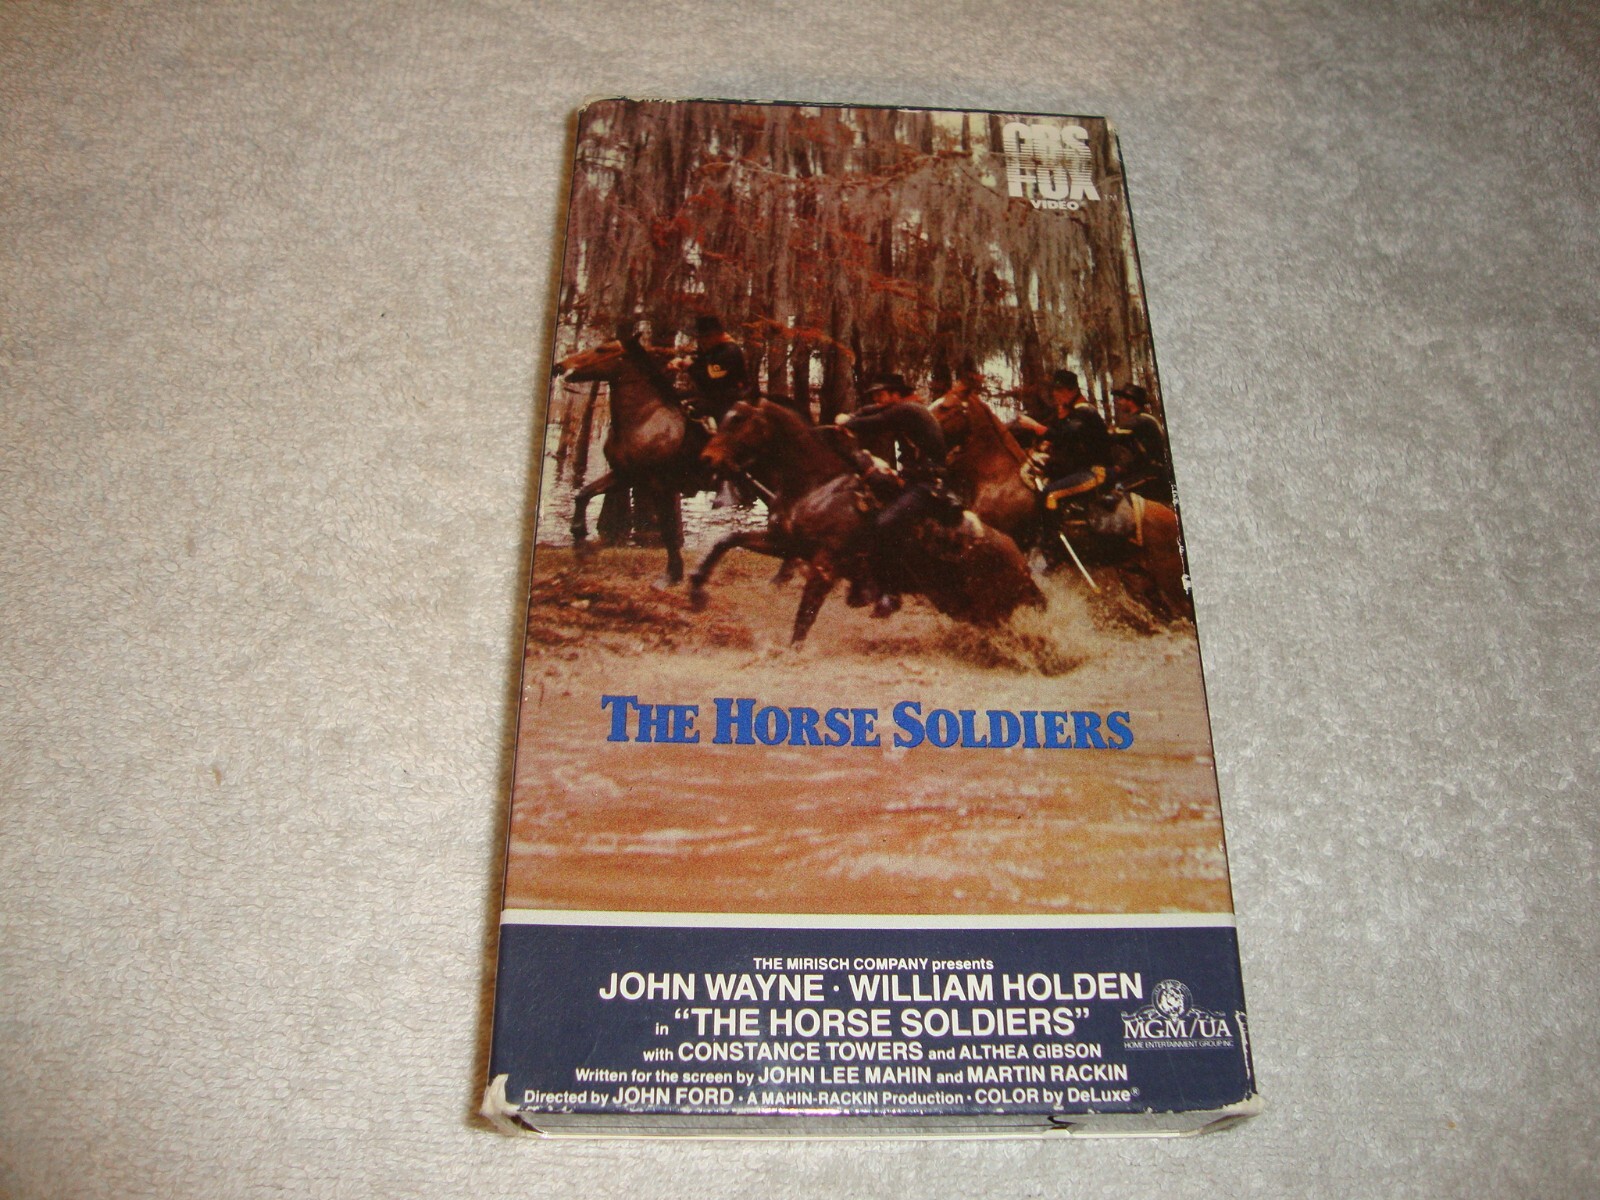 CBS
FOX
VIDEO TM
THE HORSE SOLDIERS
THE MIRISCH COMPANY presents
JOHN WAYNE · WILLIAM HOLDEN
in "THE HORSE SOLDIERS"
with CONSTANCE TOWERS and ALTHEA GIBSON
Written for the screen by JOHN LEE MAHIN and MARTIN RACKIN
Directed by JOHN FORD · A MAHIN-RACKIN Production · COLOR by DeLuxe®
MGM/UA
HOME ENTERTAINMENT GROUP INC